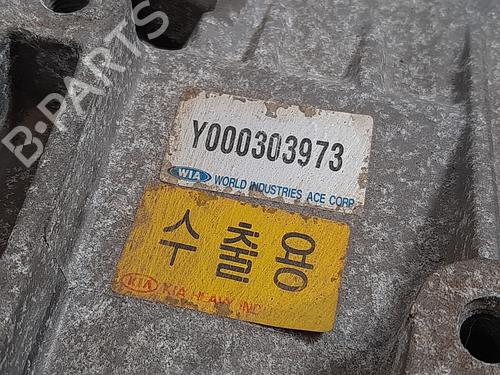 B-PARTS
Y000303973
WIA WORLD INDUSTRIES ACE CORP
수출용
KIA KIA HEAVY IND